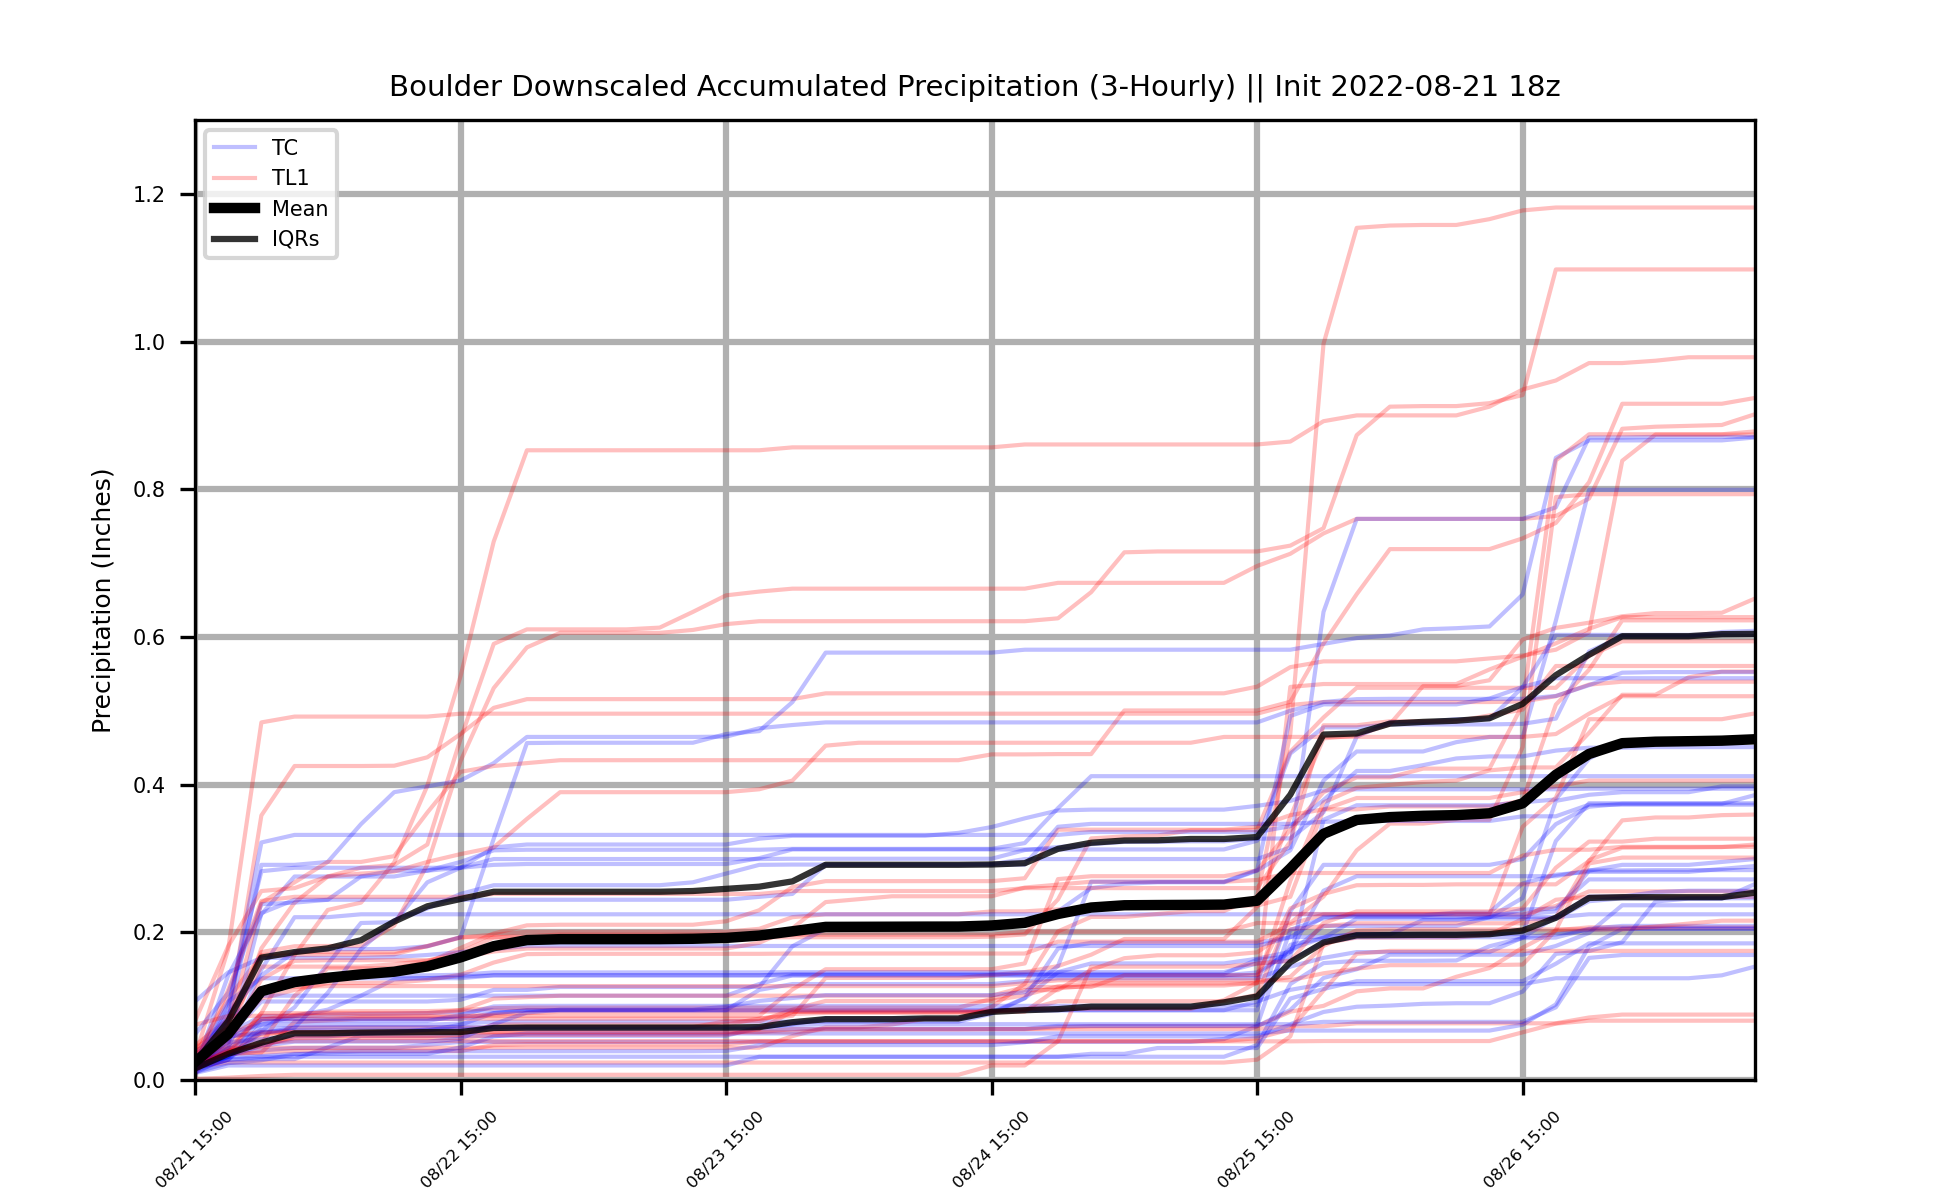 Boulder Downscaled Accumulated Precipitation (3-Hourly) || Init 2022-08-21 18z
TC
TL1
Mean
IQRs
Precipitation (Inches)
1.2
1.0
0.8
0.6
0.4
0.2
0.0
08/21 15:00
08/22 15:00
08/23 15:00
08/24 15:00
08/25 15:00
08/26 15:00